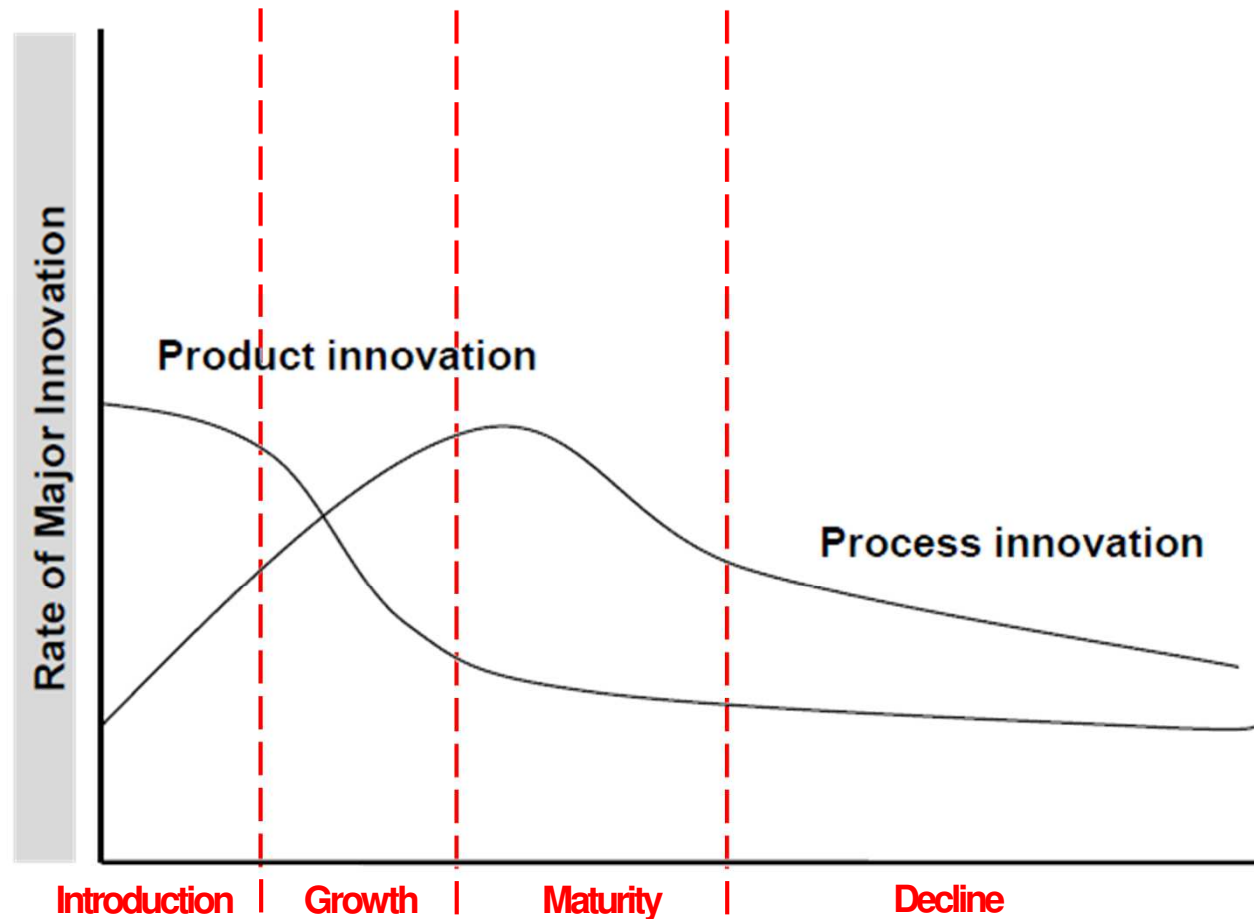 Rate of Major Innovation
Product innovation
Process innovation
Introduction
Growth
Maturity
Decline